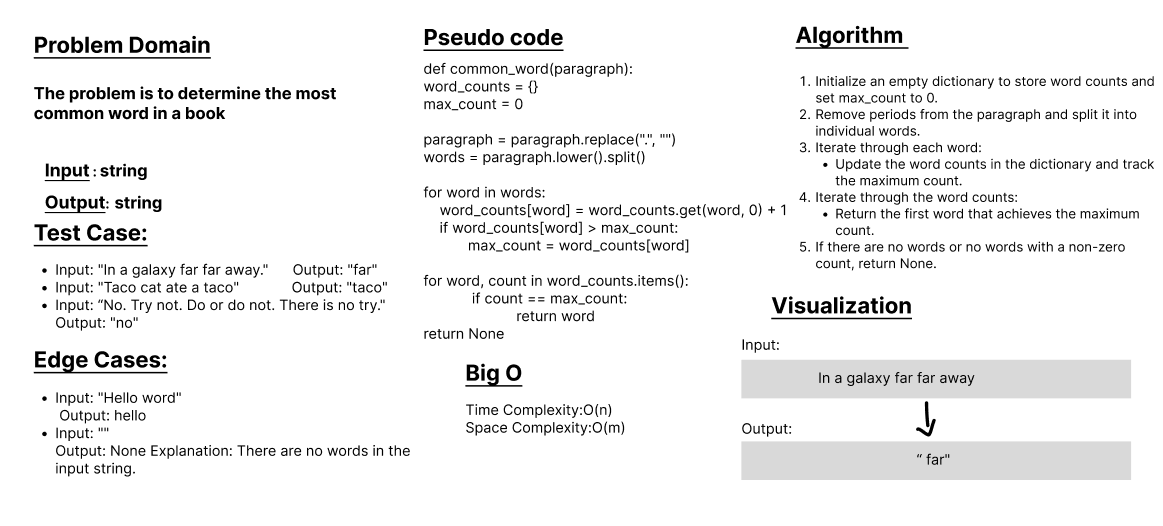 Problem Domain
The problem is to determine the most
common word in a book
Input : string
Output: string
Test Case:
• Input: "In a galaxy far far away." Output: "far"
• Input: "Taco cat ate a taco" Output: "taco"
• Input: “No. Try not. Do or do not. There is no try."
Output: "no"
Edge Cases:
• Input: "Hello word"
Output: hello
• Input: ""
Output: None Explanation: There are no words in the
input string.
Pseudo code
def common_word(paragraph):
word_counts = {}
max_count = 0
paragraph = paragraph.replace(".", "")
words = paragraph.lower().split()
for word in words:
word_counts[word] = word_counts.get(word, 0) + 1
if word_counts[word] > max_count:
max_count = word_counts[word]
for word, count in word_counts.items():
if count == max_count:
return word
return None
Big O
Time Complexity:O(n)
Space Complexity:O(m)
Algorithm
1. Initialize an empty dictionary to store word counts and
set max_count to 0.
2. Remove periods from the paragraph and split it into
individual words.
3. Iterate through each word:
• Update the word counts in the dictionary and track
the maximum count.
4. Iterate through the word counts:
• Return the first word that achieves the maximum
count.
5. If there are no words or no words with a non-zero
count, return None.
Visualization
Input:
In a galaxy far far away
Output:
“ far"